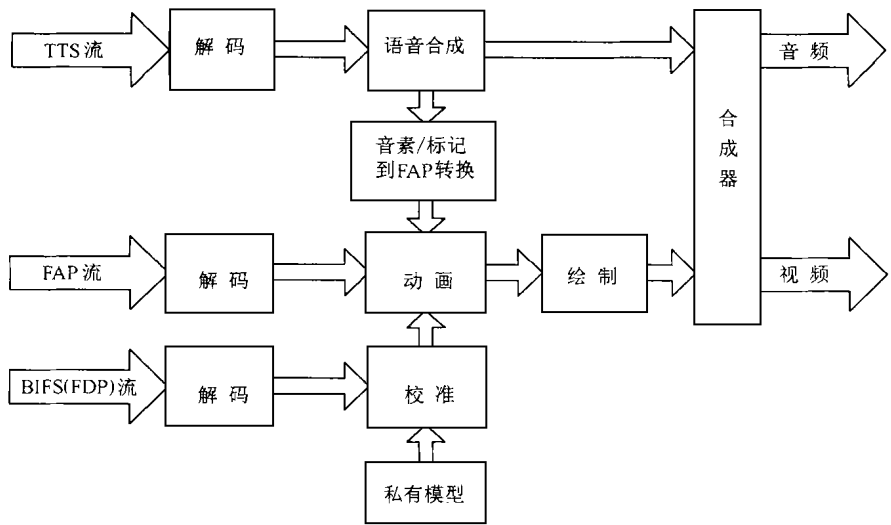 TTS流
解码
语音合成
音频
音素/标记
到FAP转换
合成器
FAP流
解码
动画
绘制
视频
BIFS(FDP)流
解码
校准
私有模型